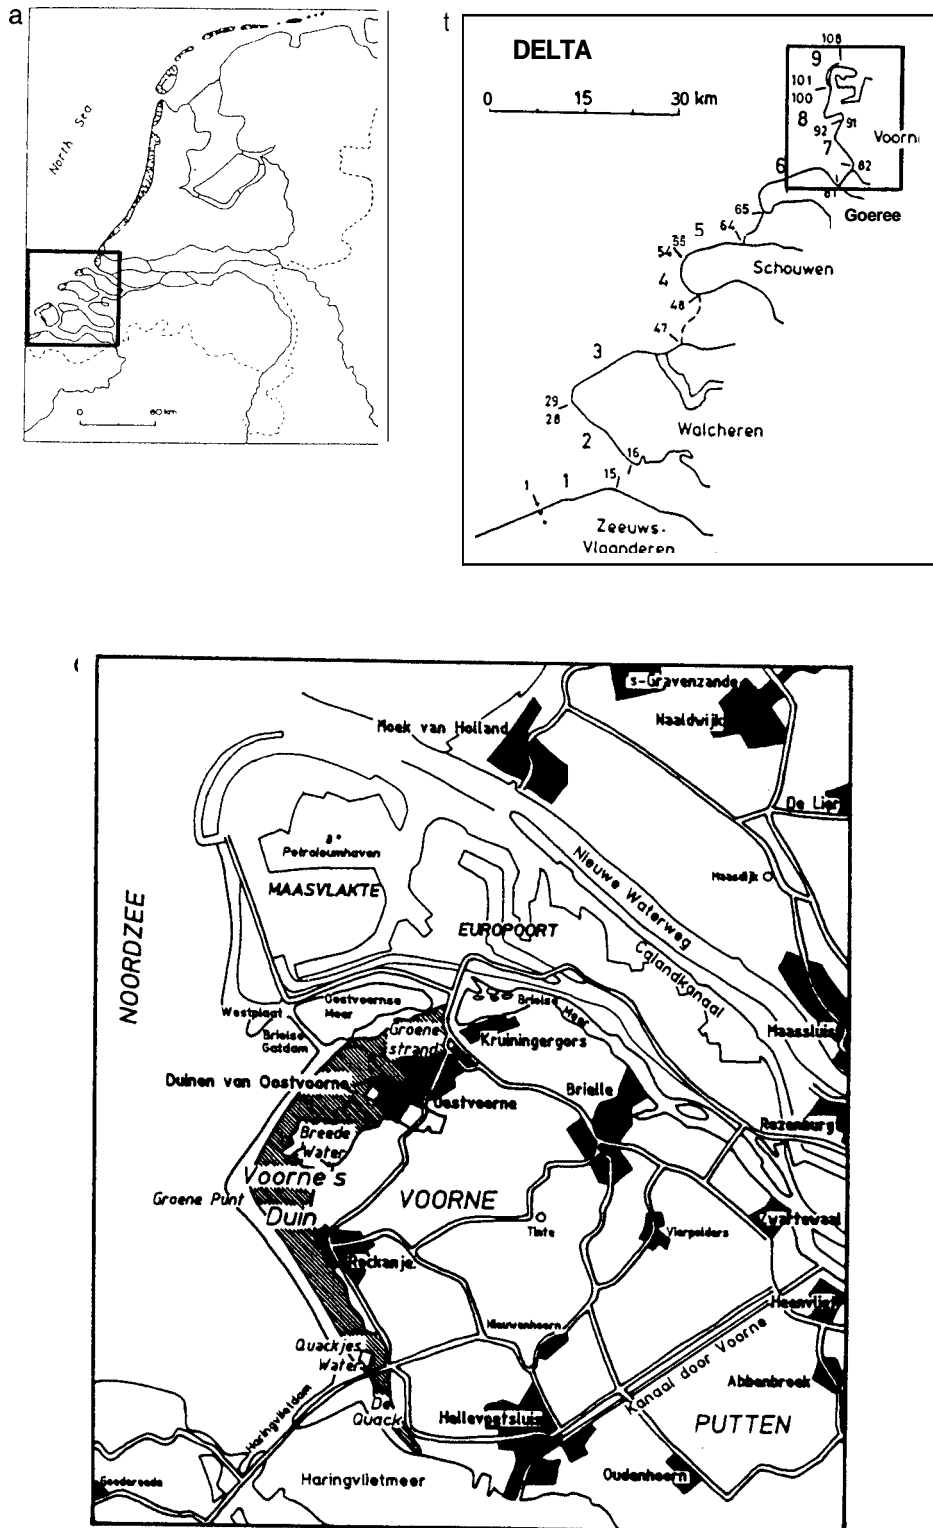 a
North Sea
0 60 km
t
DELTA
0 15 30 km
108
9
101
100
8
91
92
7
Voorn
82
6
81
65
Goeree
64
5
55
54
Schouwen
4
48
47
3
29
28
Walcheren
2
16
15
1
1
Zeeuws-
Vlaanderen
's-Gravenzande
Naaldwijk
Hoek van Holland
De Lier
8e
Petroleumhaven
MAASVLAKTE
Maasdijk
Nieuwe Waterweg
EUROPOORT
Calandkanaal
NOORDZEE
Oostvoornse
Meer
Brielse
Meer
Westplaat
Brielse
Gatdam
Groene
strand
Kruiningergors
Maassluis
Duinen van Oostvoorne
Oostvoorne
Brielle
Rozenburg
Breede
Water
Voorne's
Duin
Groene Punt
VOORNE
Tinte
Vierpolders
Zwartewaal
Rockanje
Heenvliet
Nieuwenhoorn
Quackjes
Water
Kanaal door Voorne
Abbenbroek
De
Quack
Hellevoetsluis
PUTTEN
Haringvlietdam
Goedereede
Haringvlietmeer
Oudenhoorn